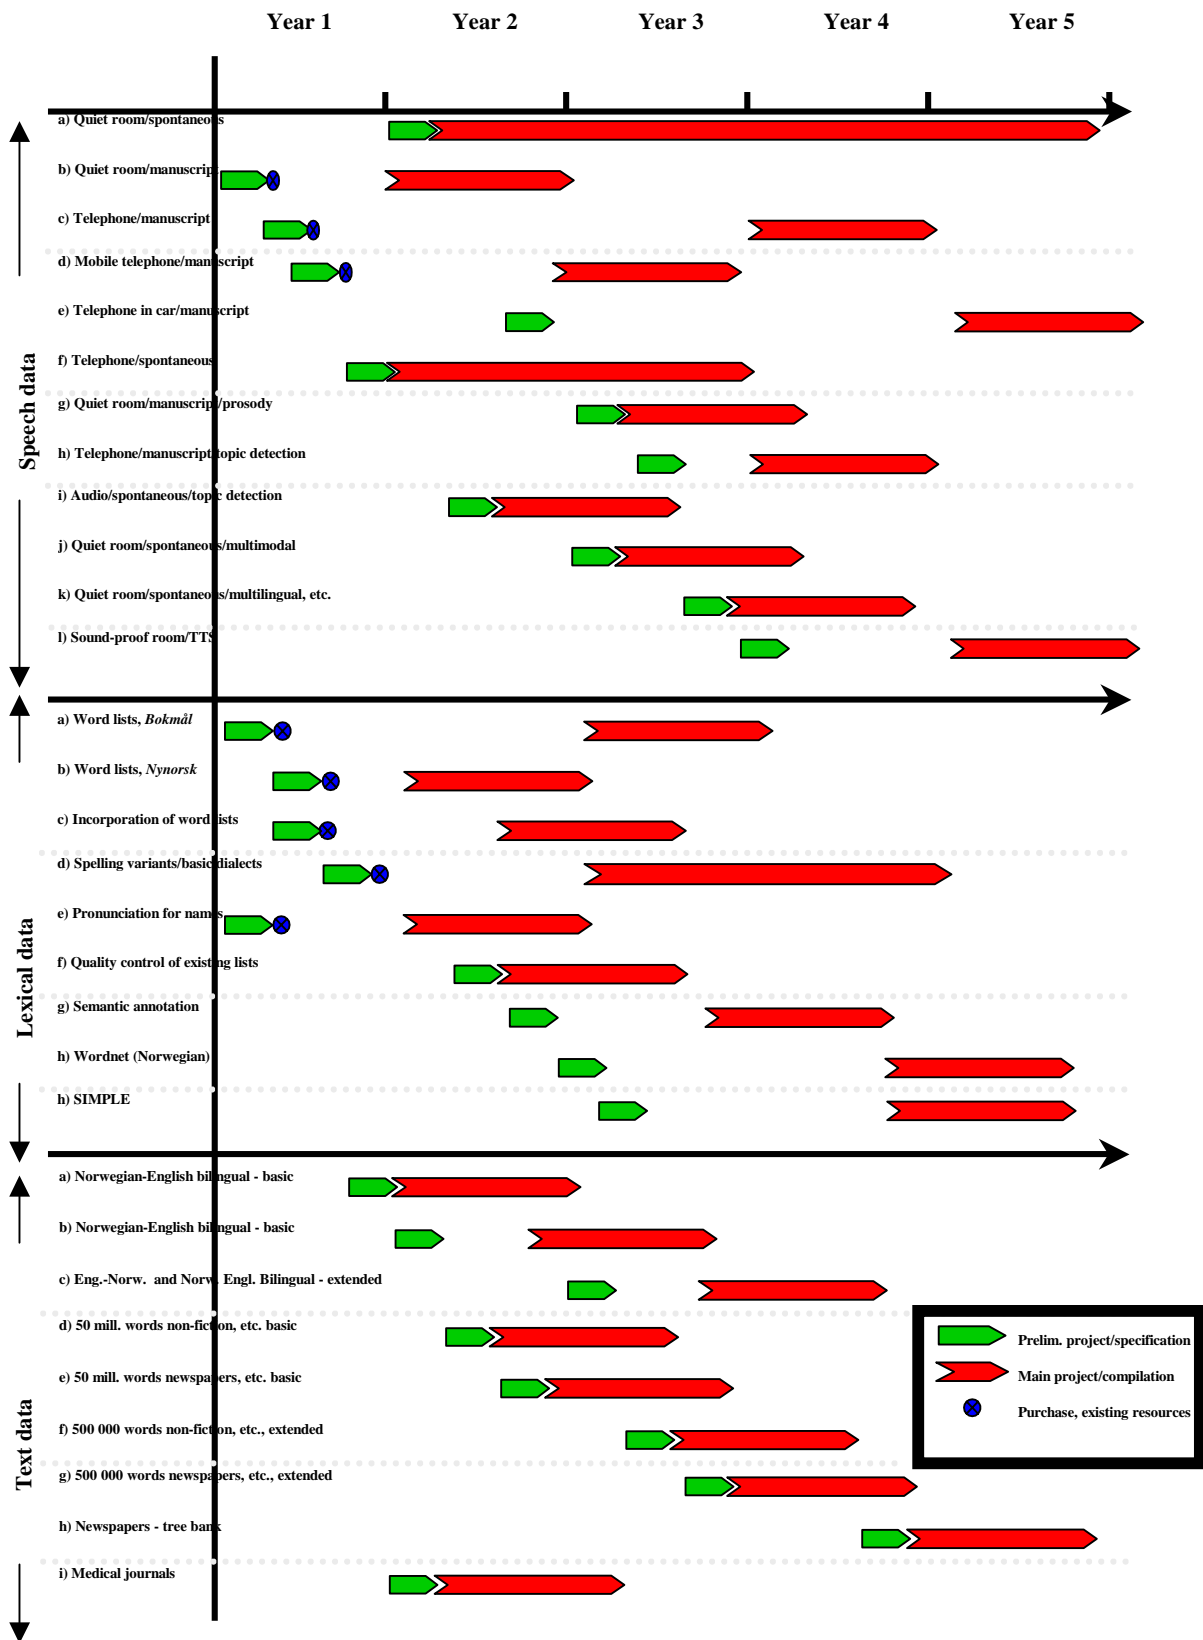 Year 1 Year 2 Year 3 Year 4 Year 5
Speech data
a) Quiet room/spontaneous
b) Quiet room/manuscript
c) Telephone/manuscript
d) Mobile telephone/manuscript
e) Telephone in car/manuscript
f) Telephone/spontaneous
g) Quiet room/manuscript/prosody
h) Telephone/manuscript/topic detection
i) Audio/spontaneous/topic detection
j) Quiet room/spontaneous/multimodal
k) Quiet room/spontaneous/multilingual, etc.
l) Sound-proof room/TTS
Lexical data
a) Word lists, Bokmål
b) Word lists, Nynorsk
c) Incorporation of word lists
d) Spelling variants/basic dialects
e) Pronunciation for names
f) Quality control of existing lists
g) Semantic annotation
h) Wordnet (Norwegian)
h) SIMPLE
Text data
a) Norwegian-English bilingual - basic
b) Norwegian-English bilingual - basic
c) Eng.-Norw. and Norw. Engl. Bilingual - extended
d) 50 mill. words non-fiction, etc. basic
e) 50 mill. words newspapers, etc. basic
f) 500 000 words non-fiction, etc., extended
g) 500 000 words newspapers, etc., extended
h) Newspapers - tree bank
i) Medical journals
Prelim. project/specification
Main project/compilation
Purchase, existing resources